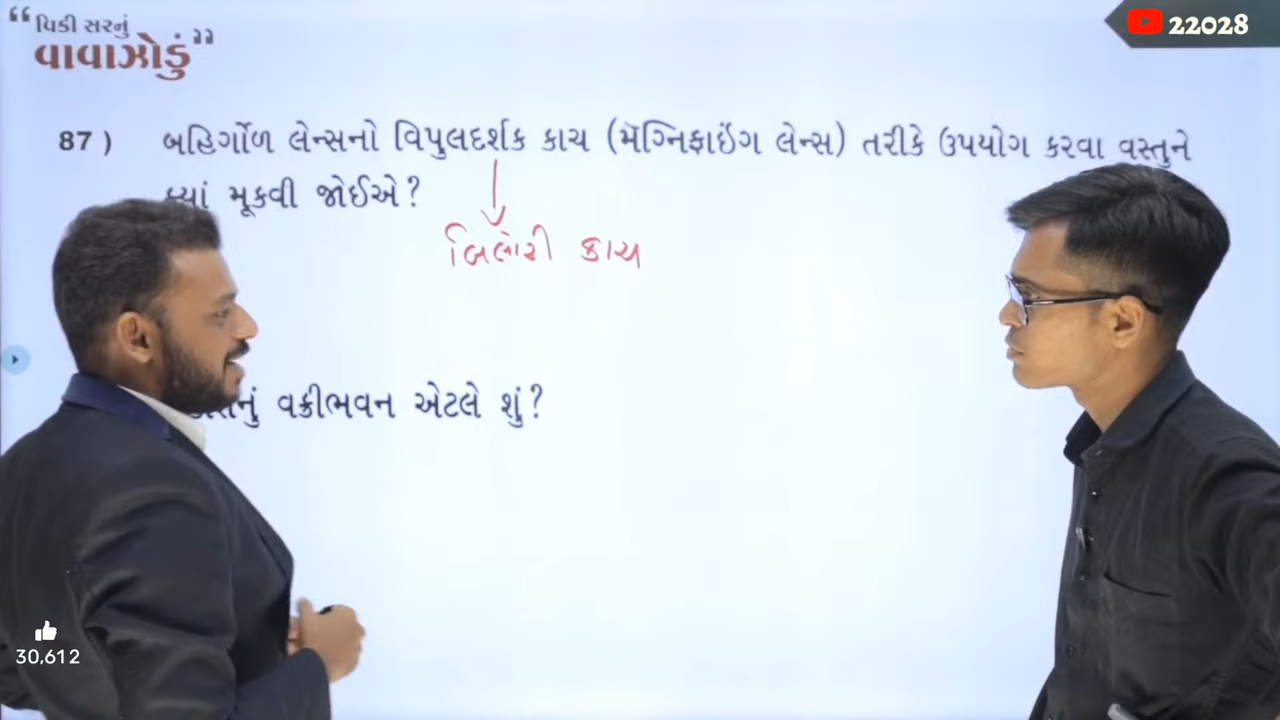 “ વિકી સરનું
વાવાઝોડું ”
22028
87 ) બહિર્ગોળ લેન્સનો વિપુલદર્શક કાચ (મૅગ્નિફાઇંગ લેન્સ) તરીકે ઉપયોગ કરવા વસ્તુને
ક્યાં મૂકવી જોઈએ?
બિલોરી કાચ
વક્રીભવન એટલે શું?
30,612